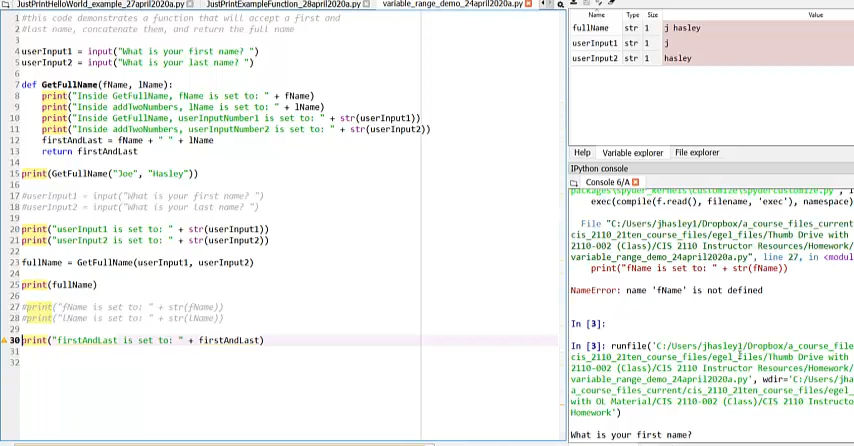 JustPrintHelloWorld_example_27april2020a.py
JustPrintExampleFunction_28april2020a.py
variable_range_demo_24april2020a.py
1 #this code demonstrates a function that will accept a first and
2 #last name, concatenate them, and return the full name
3
4 userInput1 = input("What is your first name? ")
5 userInput2 = input("What is your last name? ")
6
7 def GetFullName(fName, lName):
8 print("Inside GetFullName, fName is set to: " + fName)
9 print("Inside addTwoNumbers, lName is set to: " + lName)
10 print("Inside GetFullName, userInputNumber1 is set to: " + str(userInput1))
11 print("Inside addTwoNumbers, userInputNumber2 is set to: " + str(userInput2))
12 firstAndLast = fName + " " + lName
13 return firstAndLast
14
15 print(GetFullName("Joe", "Hasley"))
16
17 #userInput1 = input("What is your first name? ")
18 #userInput2 = input("What is your last name? ")
19
20 print("userInput1 is set to: " + str(userInput1))
21 print("userInput2 is set to: " + str(userInput2))
22
23 fullName = GetFullName(userInput1, userInput2)
24
25 print(fullName)
26
27 #print("fName is set to: " + str(fName))
28 #print("lName is set to: " + str(lName))
29
30 print("firstAndLast is set to: " + firstAndLast)
31
32
Name Type Size Value
fullName str 1 j hasley
userInput1 str 1 j
userInput2 str 1 hasley
Help Variable explorer File explorer
IPython console
Console 6/A
packages\spyder_kernels\customize\spydercustomize.py", l
exec(compile(f.read(), filename, 'exec'), namespace)
File "C:/Users/jhasley1/Dropbox/a_course_files_current
cis_2110_21ten_course_files/egel_files/Thumb Drive with
2110-002 (Class)/CIS 2110 Instructor Resources/Homework/
variable_range_demo_24april2020a.py", line 27, in <modul
print("fName is set to: " + str(fName))
NameError: name 'fName' is not defined
In [3]:
In [3]: runfile('C:/Users/jhasley1/Dropbox/a_course_file
cis_2110_21ten_course_files/egel_files/Thumb Drive with
2110-002 (Class)/CIS 2110 Instructor Resources/Homework/
variable_range_demo_24april2020a.py', wdir='C:/Users/jha
a_course_files_current/cis_2110_21ten_course_files/egel_
with OL Material/CIS 2110-002 (Class)/CIS 2110 Instructo
Homework')
What is your first name?